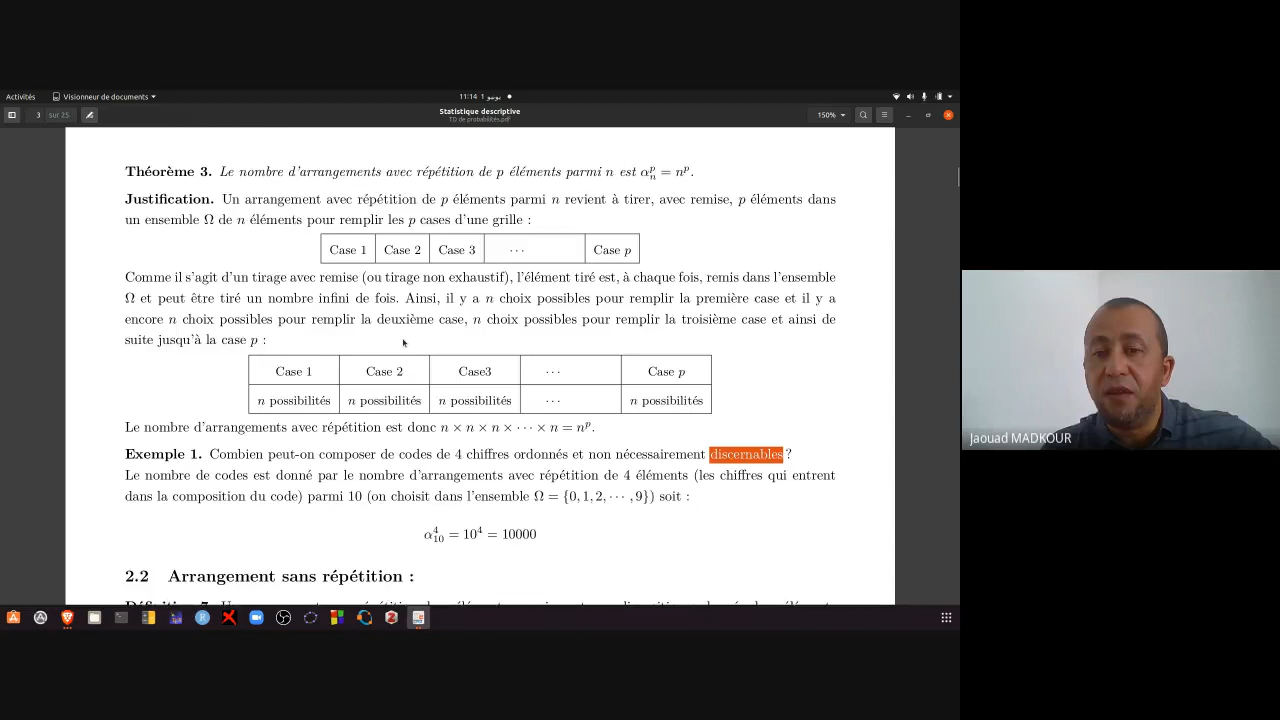 Activités
Visionneur de documents
11:14 1 يونيو
3 sur 25
Statistique descriptive
TD de probabilités.pdf
150%
Théorème 3. Le nombre d'arrangements avec répétition de p éléments parmi n est αₙᵖ = nᵖ.
Justification. Un arrangement avec répétition de p éléments parmi n revient à tirer, avec remise, p éléments dans
un ensemble Ω de n éléments pour remplir les p cases d'une grille :
Case 1 Case 2 Case 3 ··· Case p
Comme il s'agit d'un tirage avec remise (ou tirage non exhaustif), l'élément tiré est, à chaque fois, remis dans l'ensemble
Ω et peut être tiré un nombre infini de fois. Ainsi, il y a n choix possibles pour remplir la première case et il y a
encore n choix possibles pour remplir la deuxième case, n choix possibles pour remplir la troisième case et ainsi de
suite jusqu'à la case p :
Case 1 Case 2 Case3 ··· Case p
n possibilités n possibilités n possibilités ··· n possibilités
Le nombre d'arrangements avec répétition est donc n × n × n × ··· × n = nᵖ.
Exemple 1. Combien peut-on composer de codes de 4 chiffres ordonnés et non nécessairement discernables ?
Le nombre de codes est donné par le nombre d'arrangements avec répétition de 4 éléments (les chiffres qui entrent
dans la composition du code) parmi 10 (on choisit dans l'ensemble Ω = {0, 1, 2, ··· , 9}) soit :
α₁₀⁴ = 10⁴ = 10000
2.2 Arrangement sans répétition :
Jaouad MADKOUR